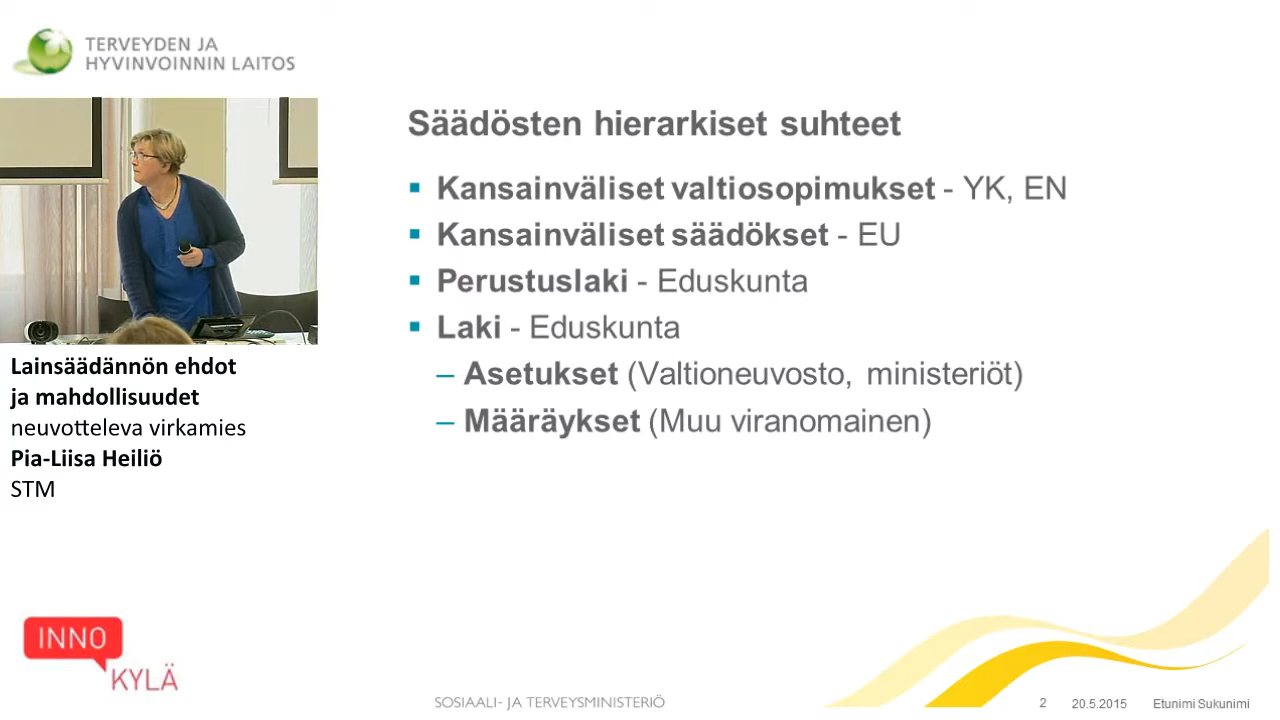 TERVEYDEN JA
HYVINVOINNIN LAITOS
Säädösten hierarkiset suhteet
▪ Kansainväliset valtiosopimukset - YK, EN
▪ Kansainväliset säädökset - EU
▪ Perustuslaki - Eduskunta
▪ Laki - Eduskunta
– Asetukset (Valtioneuvosto, ministeriöt)
– Määräykset (Muu viranomainen)
Lainsäädännön ehdot
ja mahdollisuudet
neuvotteleva virkamies
Pia-Liisa Heiliö
STM
INNO
KYLÄ
SOSIAALI- JA TERVEYSMINISTERIÖ
2 20.5.2015 Etunimi Sukunimi